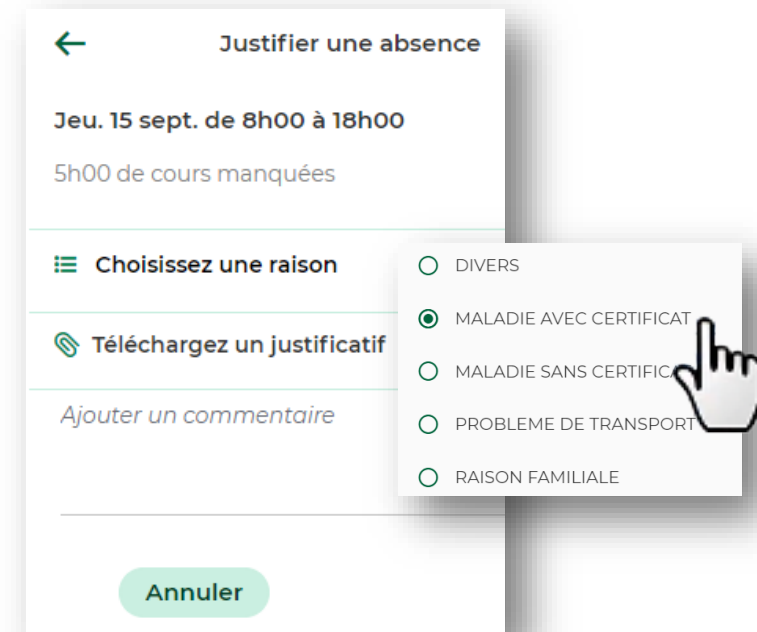 Justifier une absence
Jeu. 15 sept. de 8h00 à 18h00
5h00 de cours manquées
Choisissez une raison
Téléchargez un justificatif
Ajouter un commentaire
Annuler
DIVERS
MALADIE AVEC CERTIFICAT
MALADIE SANS CERTIFICA
PROBLEME DE TRANSPORT
RAISON FAMILIALE